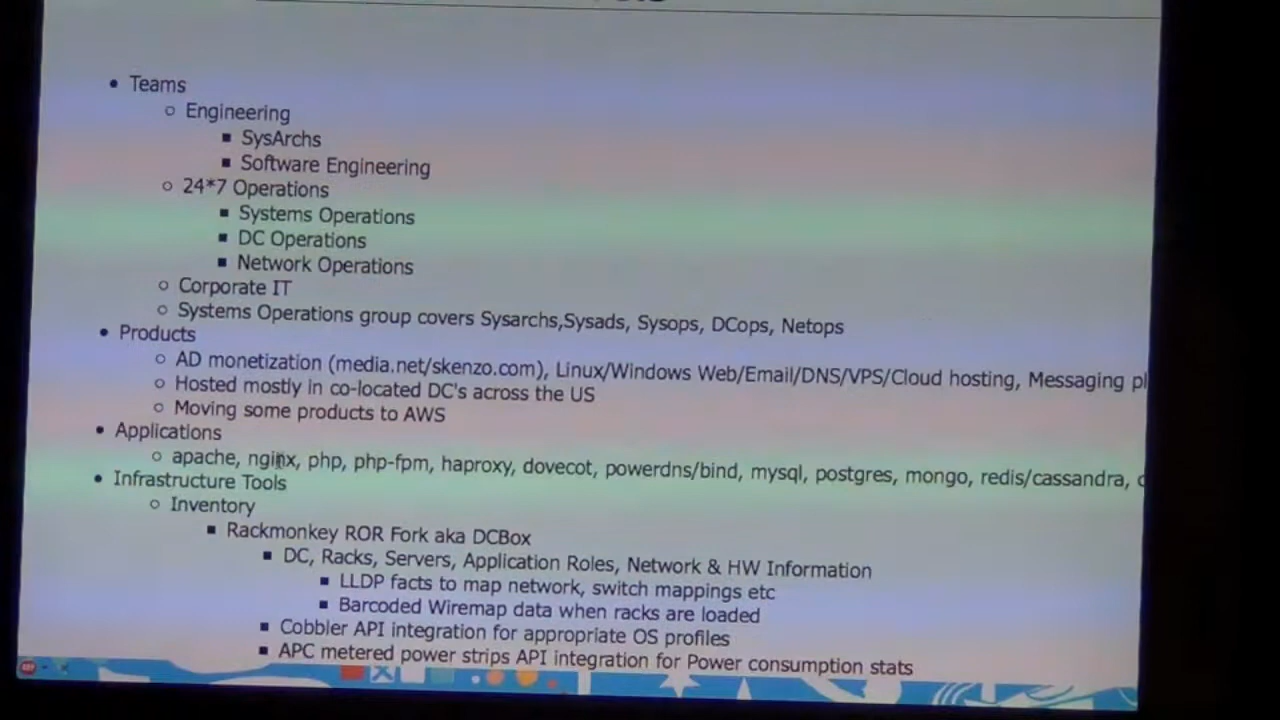 • Teams
○ Engineering
▪ SysArchs
▪ Software Engineering
○ 24*7 Operations
▪ Systems Operations
▪ DC Operations
▪ Network Operations
○ Corporate IT
○ Systems Operations group covers Sysarchs,Sysads, Sysops, DCops, Netops
• Products
○ AD monetization (media.net/skenzo.com), Linux/Windows Web/Email/DNS/VPS/Cloud hosting, Messaging
○ Hosted mostly in co-located DC's across the US
○ Moving some products to AWS
• Applications
○ apache, nginx, php, php-fpm, haproxy, dovecot, powerdns/bind, mysql, postgres, mongo, redis/cassandra,
• Infrastructure Tools
○ Inventory
▪ Rackmonkey ROR Fork aka DCBox
▪ DC, Racks, Servers, Application Roles, Network & HW Information
▪ LLDP facts to map network, switch mappings etc
▪ Barcoded Wiremap data when racks are loaded
▪ Cobbler API integration for appropriate OS profiles
▪ APC metered power strips API integration for Power consumption stats